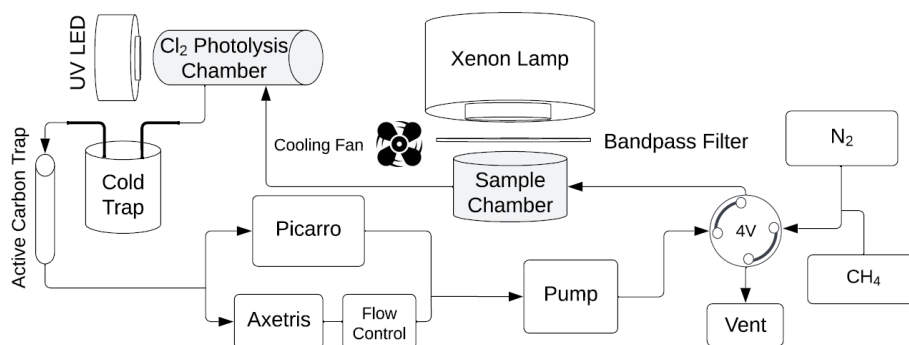 UV LED
Cl₂ Photolysis
Chamber
Xenon Lamp
Cooling Fan
Bandpass Filter
N₂
Active Carbon Trap
Cold
Trap
Sample
Chamber
Picarro
4V
Pump
CH₄
Axetris
Flow
Control
Vent